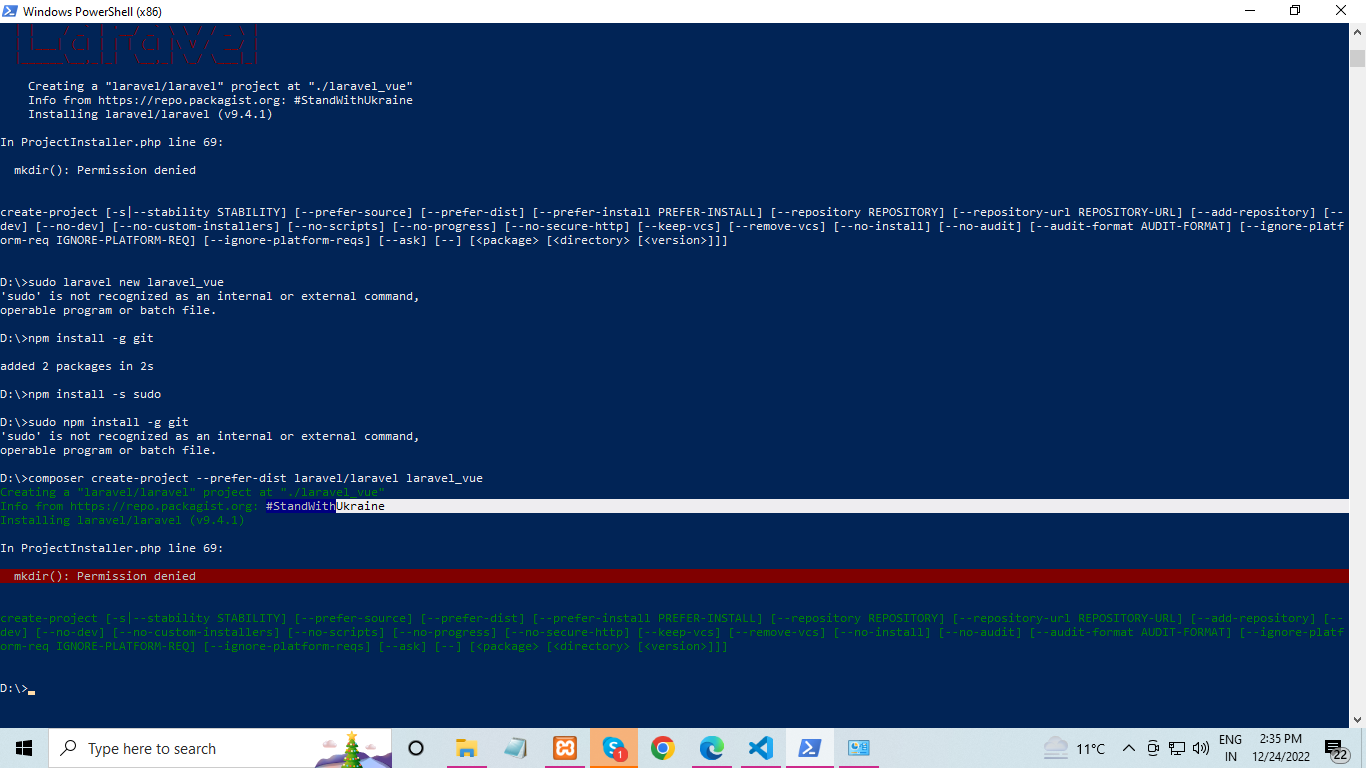 Windows PowerShell (x86)
Creating a "laravel/laravel" project at "./laravel_vue"
Info from https://repo.packagist.org: #StandWithUkraine
Installing laravel/laravel (v9.4.1)
In ProjectInstaller.php line 69:
mkdir(): Permission denied
create-project [-s|--stability STABILITY] [--prefer-source] [--prefer-dist] [--prefer-install PREFER-INSTALL] [--repository REPOSITORY] [--repository-url REPOSITORY-URL] [--add-repository] [--
dev] [--no-dev] [--no-custom-installers] [--no-scripts] [--no-progress] [--no-secure-http] [--keep-vcs] [--remove-vcs] [--no-install] [--no-audit] [--audit-format AUDIT-FORMAT] [--ignore-platf
orm-req IGNORE-PLATFORM-REQ] [--ignore-platform-reqs] [--ask] [--] [<package> [<directory> [<version>]]]
D:\>sudo laravel new laravel_vue
'sudo' is not recognized as an internal or external command,
operable program or batch file.
D:\>npm install -g git
added 2 packages in 2s
D:\>npm install -s sudo
D:\>sudo npm install -g git
'sudo' is not recognized as an internal or external command,
operable program or batch file.
D:\>composer create-project --prefer-dist laravel/laravel laravel_vue
Creating a "laravel/laravel" project at "./laravel_vue"
Info from https://repo.packagist.org: #StandWithUkraine
Installing laravel/laravel (v9.4.1)
In ProjectInstaller.php line 69:
mkdir(): Permission denied
create-project [-s|--stability STABILITY] [--prefer-source] [--prefer-dist] [--prefer-install PREFER-INSTALL] [--repository REPOSITORY] [--repository-url REPOSITORY-URL] [--add-repository] [--
dev] [--no-dev] [--no-custom-installers] [--no-scripts] [--no-progress] [--no-secure-http] [--keep-vcs] [--remove-vcs] [--no-install] [--no-audit] [--audit-format AUDIT-FORMAT] [--ignore-platf
orm-req IGNORE-PLATFORM-REQ] [--ignore-platform-reqs] [--ask] [--] [<package> [<directory> [<version>]]]
D:\>
Type here to search
1
11°C
ENG
IN
2:35 PM
12/24/2022
22